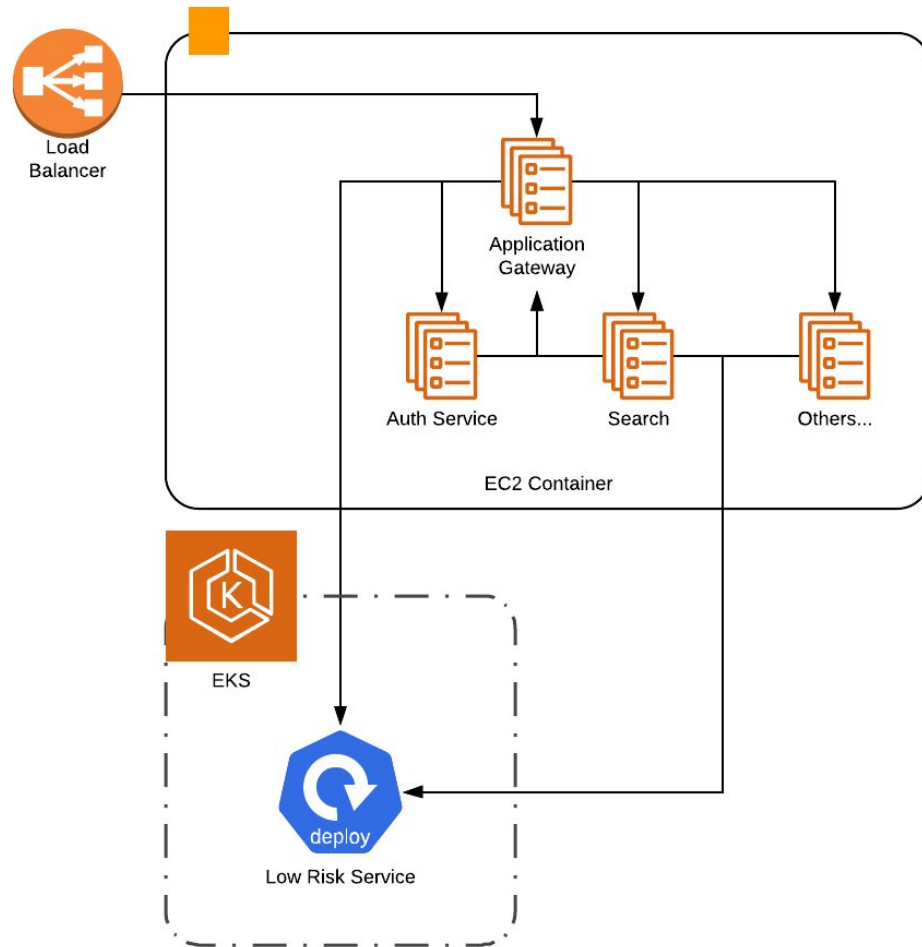 Load
Balancer
Application
Gateway
Auth Service
Search
Others...
EC2 Container
K
EKS
deploy
Low Risk Service